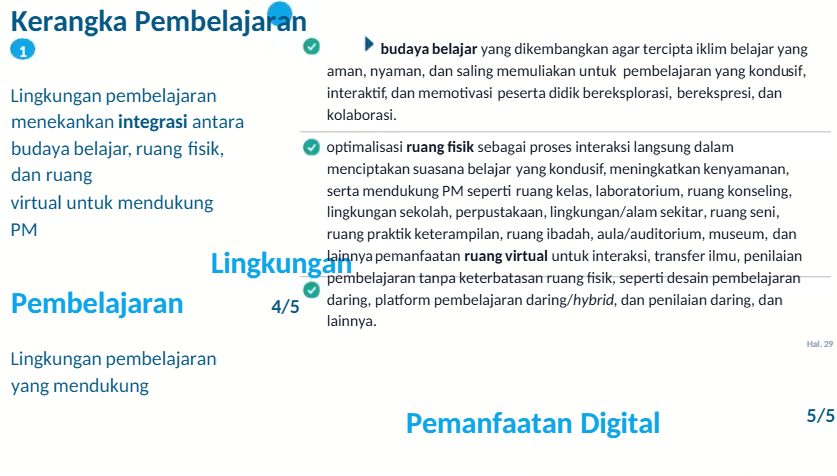 Kerangka Pembelajaran
1
Lingkungan pembelajaran
menekankan integrasi antara
budaya belajar, ruang fisik,
dan ruang
virtual untuk mendukung
PM
Lingkungan
Pembelajaran
4/5
Lingkungan pembelajaran
yang mendukung
budaya belajar yang dikembangkan agar tercipta iklim belajar yang
aman, nyaman, dan saling memuliakan untuk pembelajaran yang kondusif,
interaktif, dan memotivasi peserta didik bereksplorasi, berekspresi, dan
kolaborasi.
optimalisasi ruang fisik sebagai proses interaksi langsung dalam
menciptakan suasana belajar yang kondusif, meningkatkan kenyamanan,
serta mendukung PM seperti ruang kelas, laboratorium, ruang konseling,
lingkungan sekolah, perpustakaan, lingkungan/alam sekitar, ruang seni,
ruang praktik keterampilan, ruang ibadah, aula/auditorium, museum, dan
lainnya pemanfaatan ruang virtual untuk interaksi, transfer ilmu, penilaian
pembelajaran tanpa keterbatasan ruang fisik, seperti desain pembelajaran
daring, platform pembelajaran daring/hybrid, dan penilaian daring, dan
lainnya.
Hal. 29
Pemanfaatan Digital
5/5